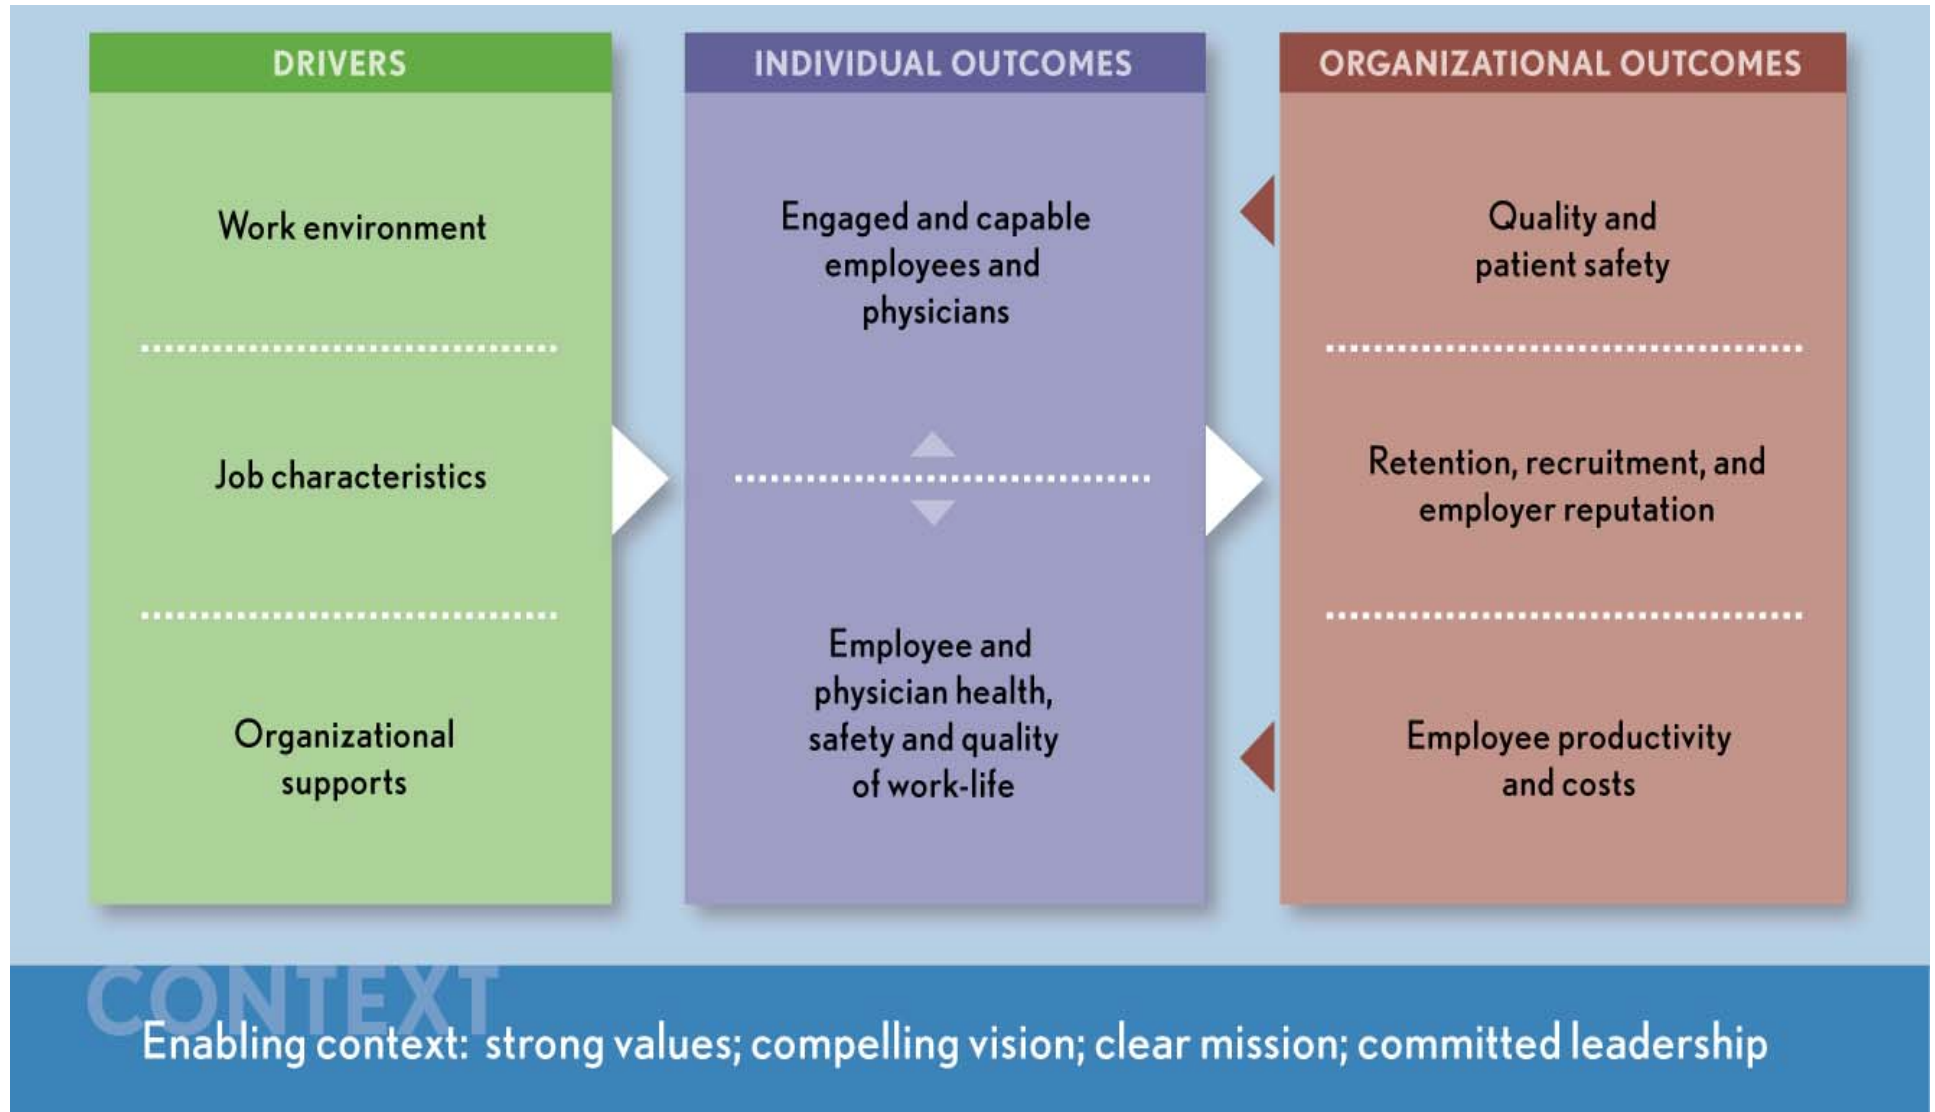 DRIVERS
Work environment
Job characteristics
Organizational
supports
INDIVIDUAL OUTCOMES
Engaged and capable
employees and
physicians
Employee and
physician health,
safety and quality
of work-life
ORGANIZATIONAL OUTCOMES
Quality and
patient safety
Retention, recruitment, and
employer reputation
Employee productivity
and costs
CONTEXT
Enabling context: strong values; compelling vision; clear mission; committed leadership